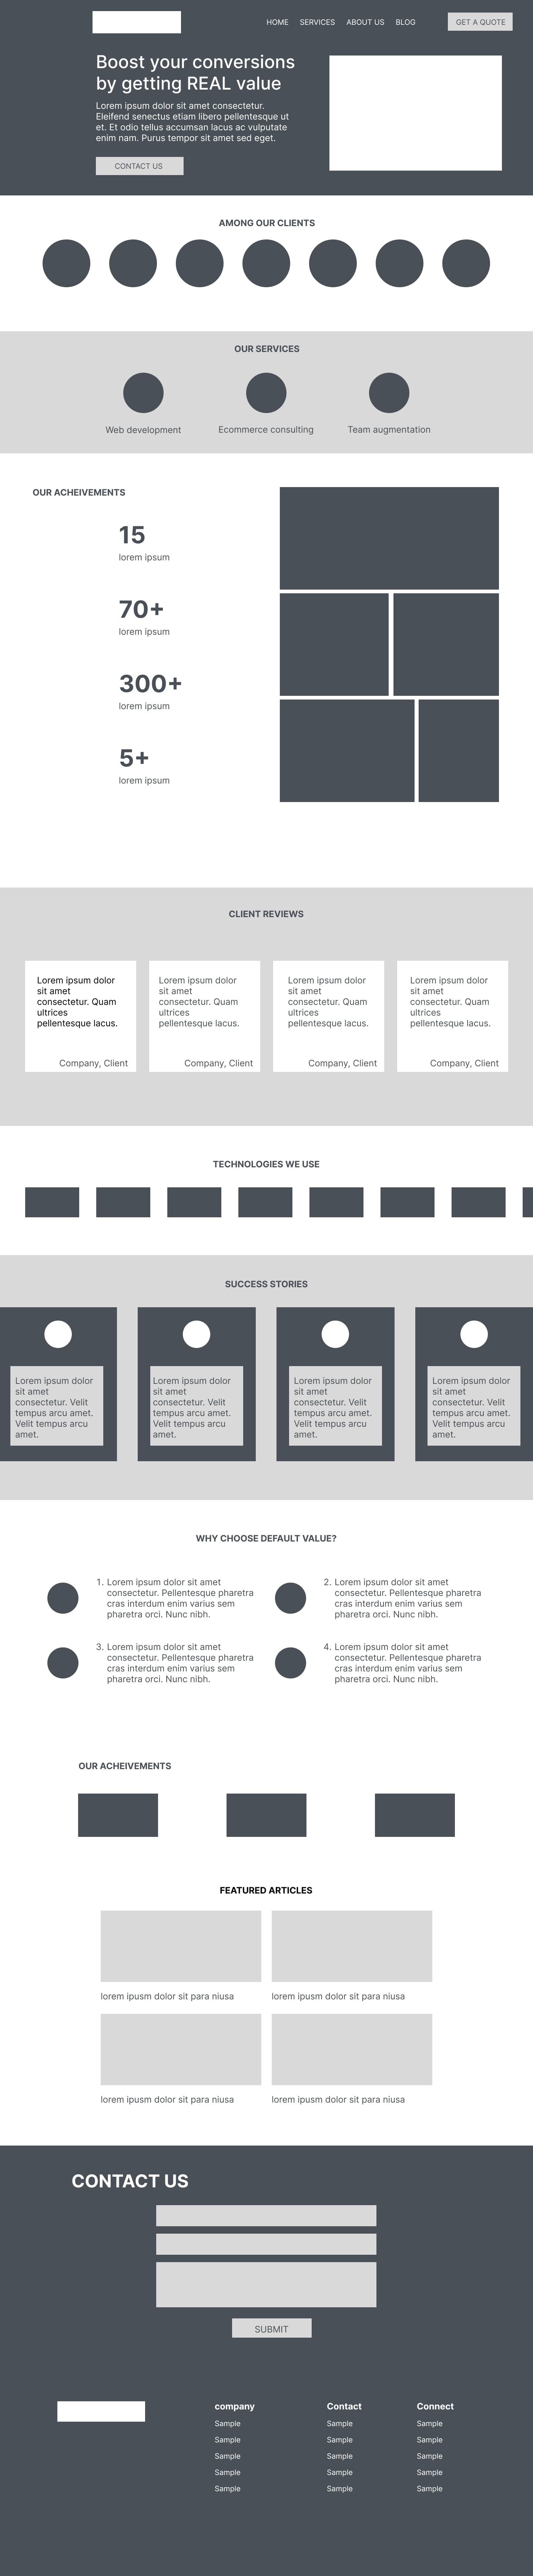 HOME SERVICES ABOUT US BLOG GET A QUOTE
Boost your conversions
by getting REAL value
Lorem ipsum dolor sit amet consectetur.
Eleifend senectus etiam libero pellentesque ut
et. Et odio tellus accumsan lacus ac vulputate
enim nam. Purus tempor sit amet sed eget.
CONTACT US
AMONG OUR CLIENTS
OUR SERVICES
Web development Ecommerce consulting Team augmentation
OUR ACHEIVEMENTS
15
lorem ipsum
70+
lorem ipsum
300+
lorem ipsum
5+
lorem ipsum
CLIENT REVIEWS
Lorem ipsum dolor
sit amet
consectetur. Quam
ultrices
pellentesque lacus.
Company, Client
Lorem ipsum dolor
sit amet
consectetur. Quam
ultrices
pellentesque lacus.
Company, Client
Lorem ipsum dolor
sit amet
consectetur. Quam
ultrices
pellentesque lacus.
Company, Client
Lorem ipsum dolor
sit amet
consectetur. Quam
ultrices
pellentesque lacus.
Company, Client
TECHNOLOGIES WE USE
SUCCESS STORIES
Lorem ipsum dolor
sit amet
consectetur. Velit
tempus arcu amet.
Velit tempus arcu
amet.
Lorem ipsum dolor
sit amet
consectetur. Velit
tempus arcu amet.
Velit tempus arcu
amet.
Lorem ipsum dolor
sit amet
consectetur. Velit
tempus arcu amet.
Velit tempus arcu
amet.
Lorem ipsum dolor
sit amet
consectetur. Velit
tempus arcu amet.
Velit tempus arcu
amet.
WHY CHOOSE DEFAULT VALUE?
1. Lorem ipsum dolor sit amet
consectetur. Pellentesque pharetra
cras interdum enim varius sem
pharetra orci. Nunc nibh.
2. Lorem ipsum dolor sit amet
consectetur. Pellentesque pharetra
cras interdum enim varius sem
pharetra orci. Nunc nibh.
3. Lorem ipsum dolor sit amet
consectetur. Pellentesque pharetra
cras interdum enim varius sem
pharetra orci. Nunc nibh.
4. Lorem ipsum dolor sit amet
consectetur. Pellentesque pharetra
cras interdum enim varius sem
pharetra orci. Nunc nibh.
OUR ACHEIVEMENTS
FEATURED ARTICLES
lorem ipusm dolor sit para niusa
lorem ipusm dolor sit para niusa
lorem ipusm dolor sit para niusa
lorem ipusm dolor sit para niusa
CONTACT US
SUBMIT
company
Sample
Sample
Sample
Sample
Sample
Contact
Sample
Sample
Sample
Sample
Sample
Connect
Sample
Sample
Sample
Sample
Sample